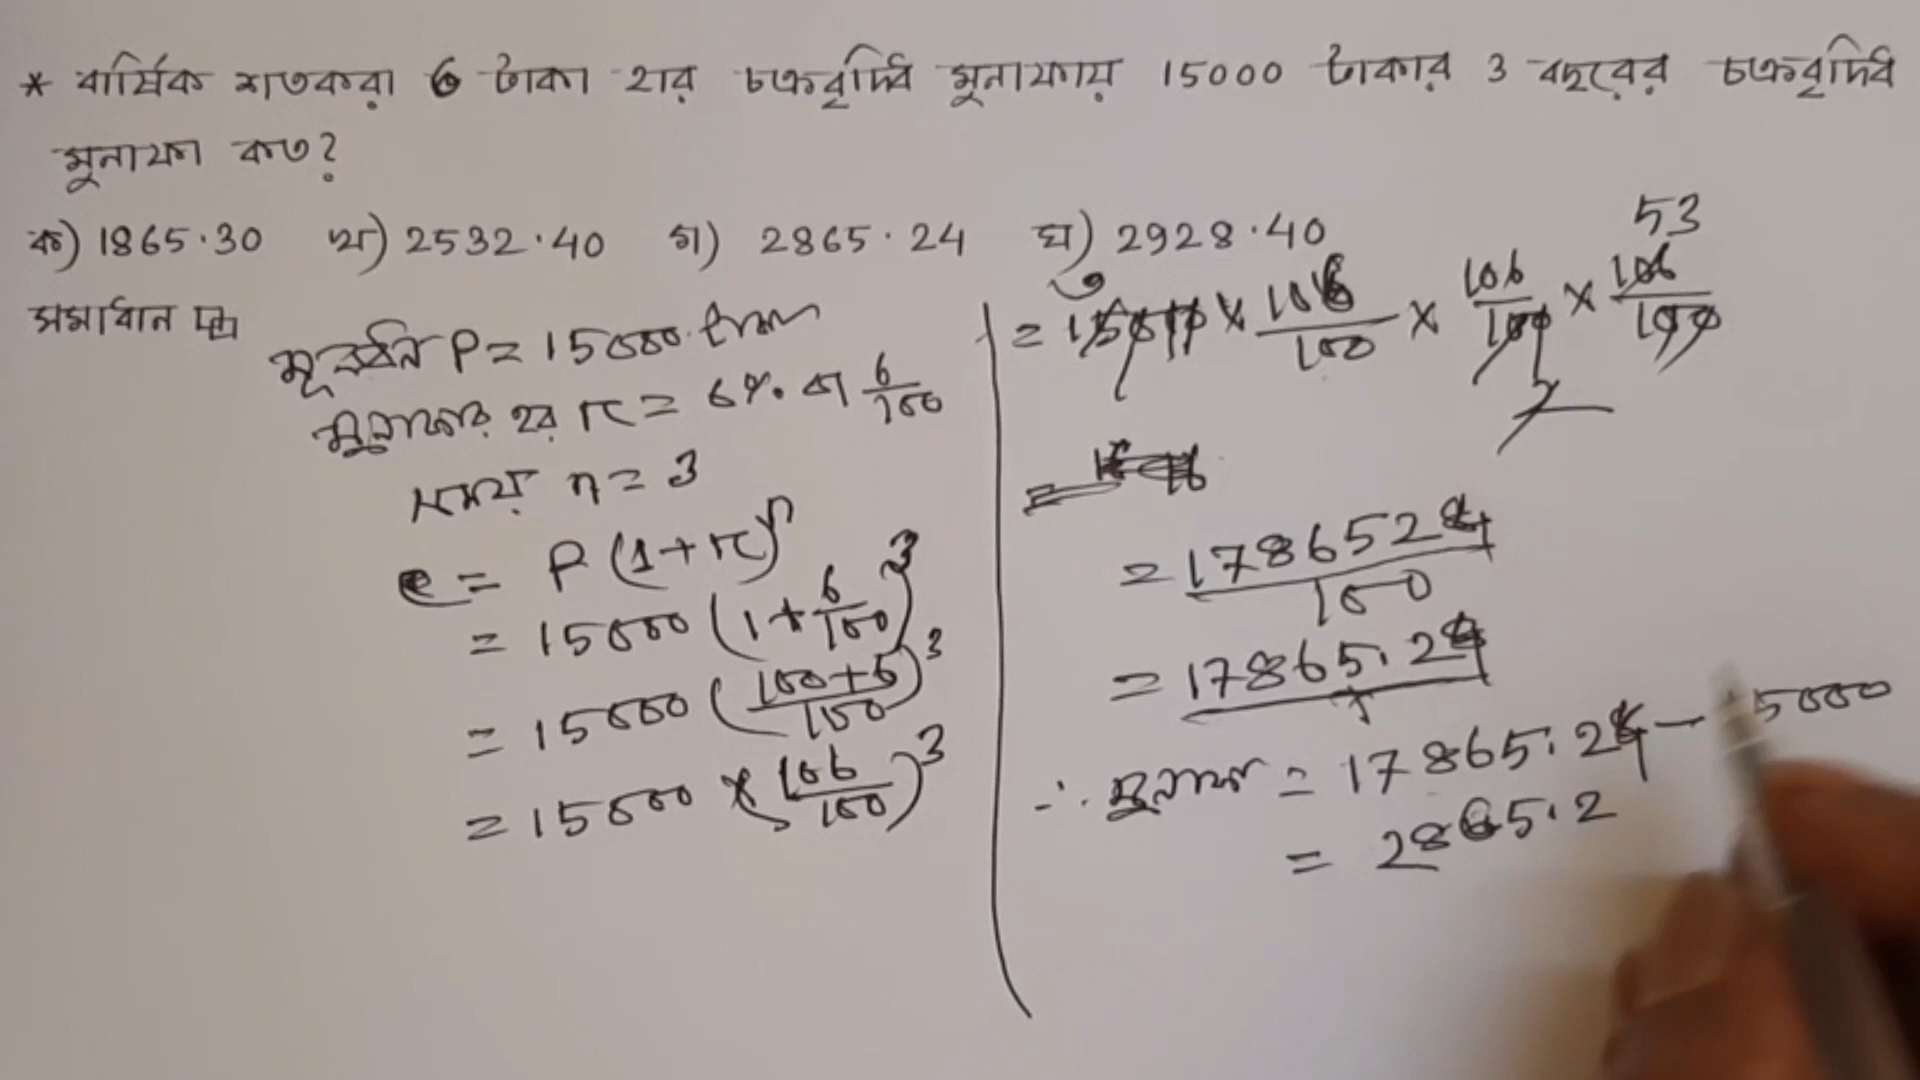 * বার্ষিক শতকরা 6 টাকা হার চক্রবৃদ্ধি মুনাফায় 15000 টাকার 3 বছরের চক্রবৃদ্ধি
মুনাফা কত?
ক) 1865.30 খ) 2532.40 গ) 2865.24 ঘ) 2928.40
সমাধান
মূলধন P = 15000 টাকা
মুনাফার হার r = 6% বা 6/100
সময় n = 3
c = P (1+r)^n
= 15000 (1+6/100)^3
= 15000 (100+6/100)^3
= 15000 × (106/100)^3
= 15000 × 106/100 × 106/100 × 106/100
53
2
= 1786524/100
= 17865.24
∴ মুনাফা = 17865.24 - 15000
= 2865.2